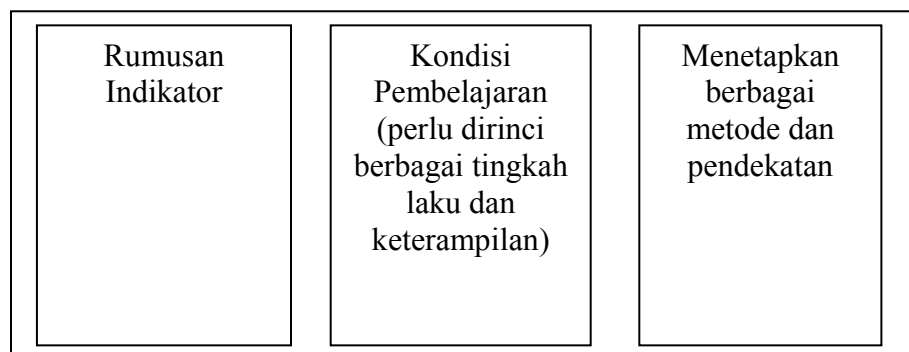 Rumusan
Indikator
Kondisi
Pembelajaran
(perlu dirinci
berbagai tingkah
laku dan
keterampilan)
Menetapkan
berbagai
metode dan
pendekatan